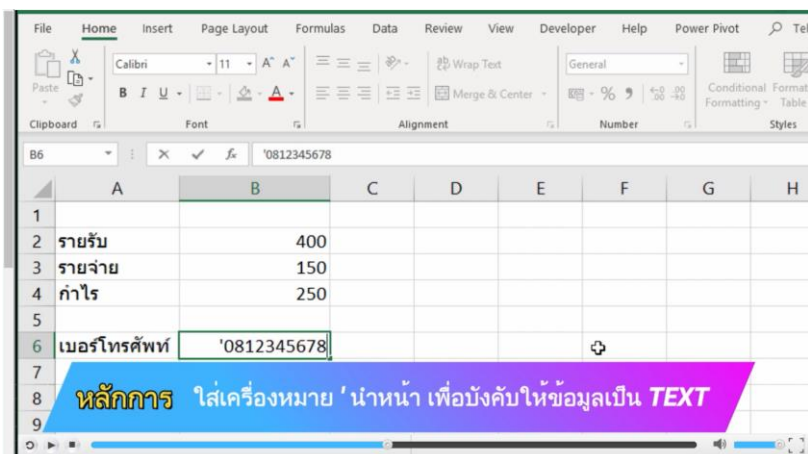 File Home Insert Page Layout Formulas Data Review View Developer Help Power Pivot Tel
Calibri 11 A^ A˅ Wrap Text General
Paste B I U A Merge & Center % 9 Conditional Format
Formatting Table
Clipboard Font Alignment Number Styles
B6 fx '0812345678
A B C D E F G H
1
2 รายรับ 400
3 รายจ่าย 150
4 กำไร 250
5
6 เบอร์โทรศัพท์ '0812345678
7
8 หลักการ ใส่เครื่องหมาย ' นำหน้า เพื่อบังคับให้ข้อมูลเป็น TEXT
9